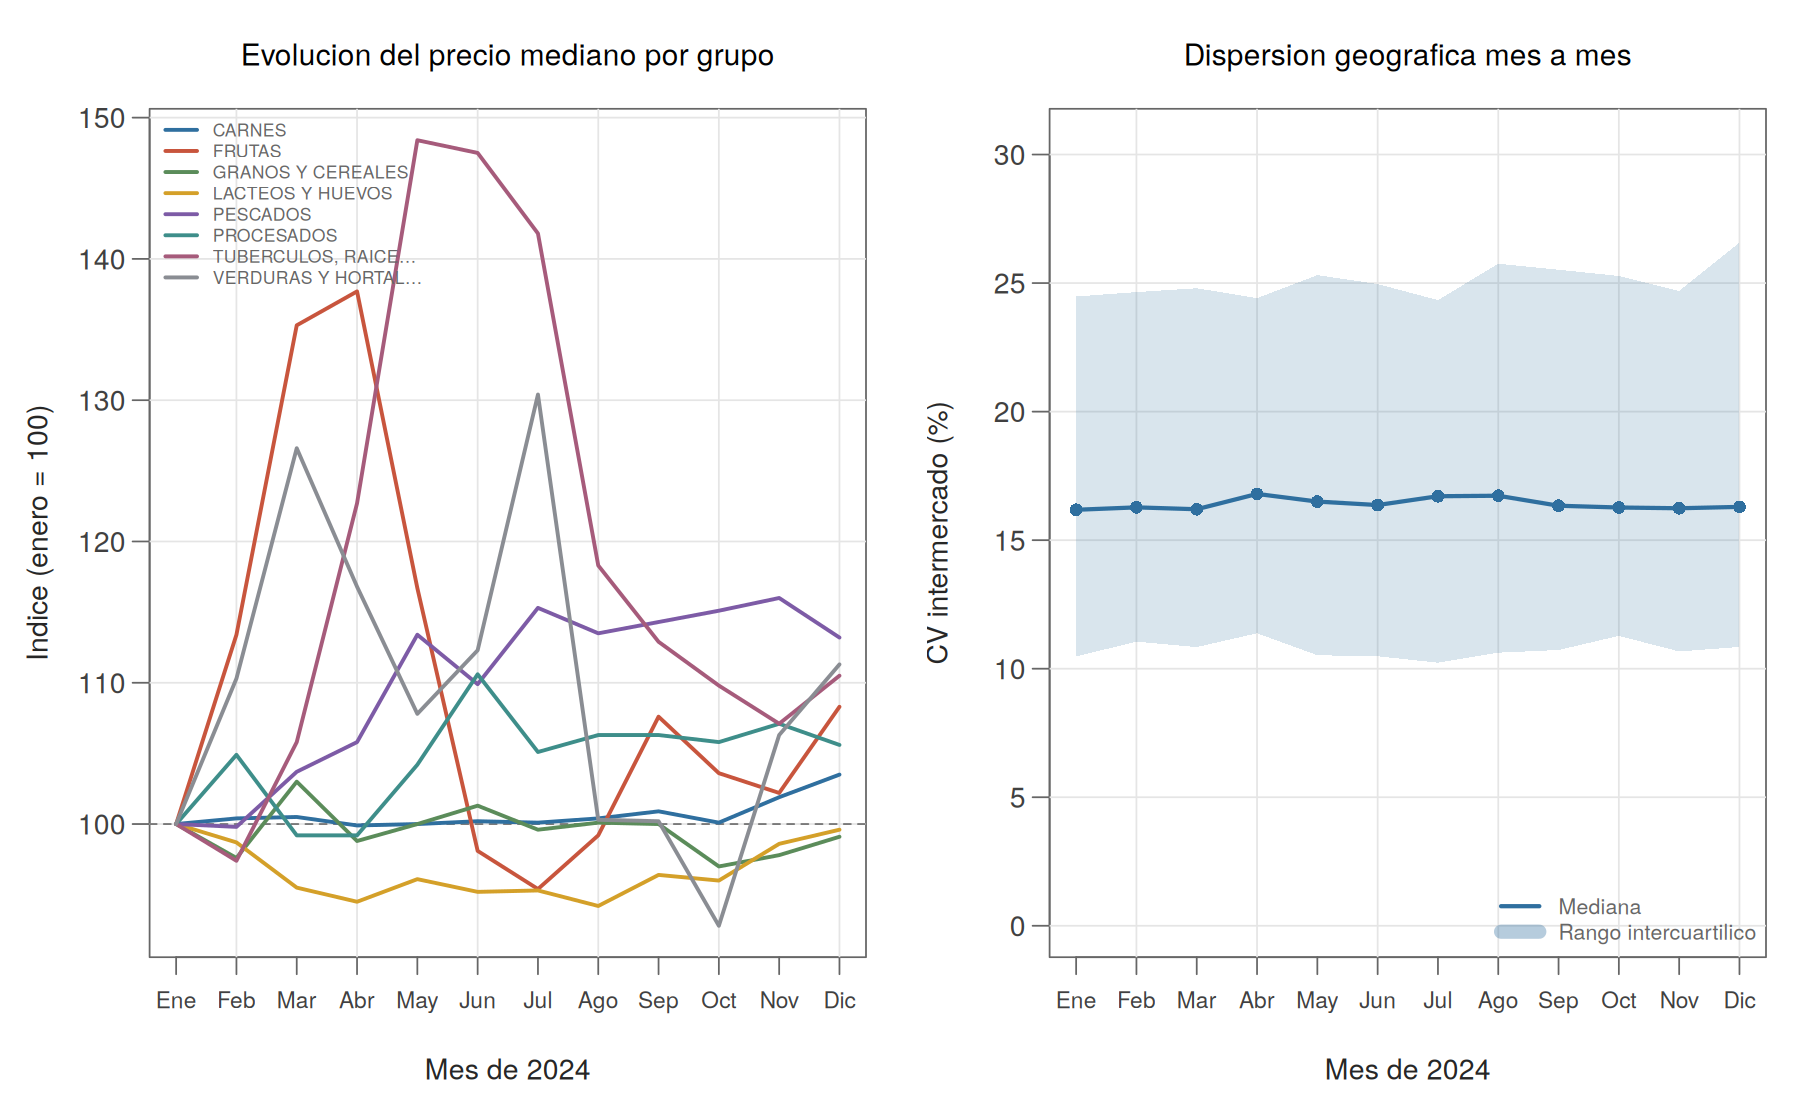 Evolucion del precio mediano por grupo
Indice (enero = 100)
150
140
130
120
110
100
CARNES
FRUTAS
GRANOS Y CEREALES
LACTEOS Y HUEVOS
PESCADOS
PROCESADOS
TUBERCULOS, RAICE...
VERDURAS Y HORTAL...
Ene Feb Mar Abr May Jun Jul Ago Sep Oct Nov Dic
Mes de 2024
Dispersion geografica mes a mes
CV intermercado (%)
30
25
20
15
10
5
0
Mediana
Rango intercuartilico
Ene Feb Mar Abr May Jun Jul Ago Sep Oct Nov Dic
Mes de 2024